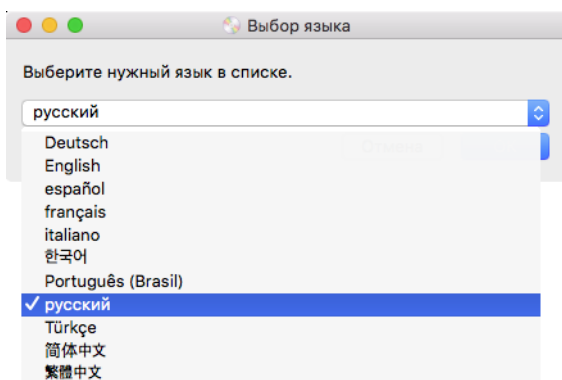 Выбор языка
Выберите нужный язык в списке.
русский
Deutsch
English
español
français
italiano
한국어
Português (Brasil)
✓ русский
Türkçe
简体中文
繁體中文